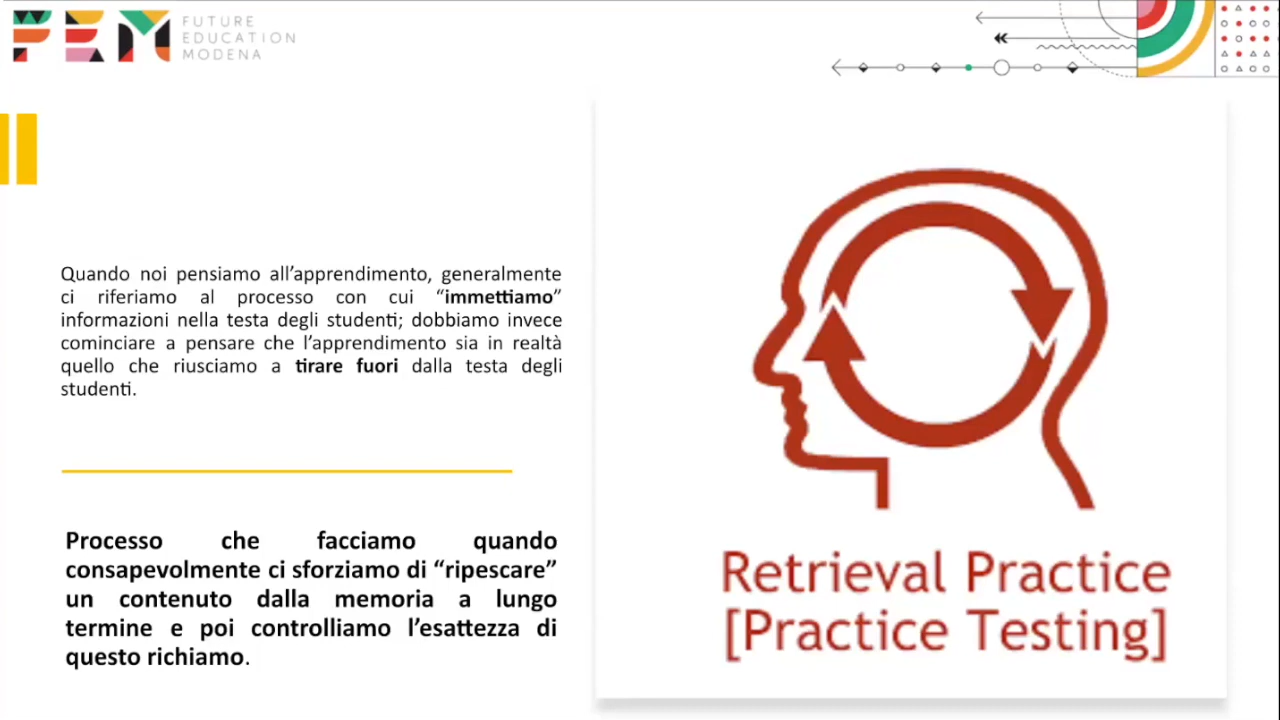 FEM
FUTURE
EDUCATION
MODENA
Quando noi pensiamo all’apprendimento, generalmente
ci riferiamo al processo con cui “immettiamo”
informazioni nella testa degli studenti; dobbiamo invece
cominciare a pensare che l’apprendimento sia in realtà
quello che riusciamo a tirare fuori dalla testa degli
studenti.
Processo che facciamo quando
consapevolmente ci sforziamo di “ripescare”
un contenuto dalla memoria a lungo
termine e poi controlliamo l’esattezza di
questo richiamo.
Retrieval Practice
[Practice Testing]